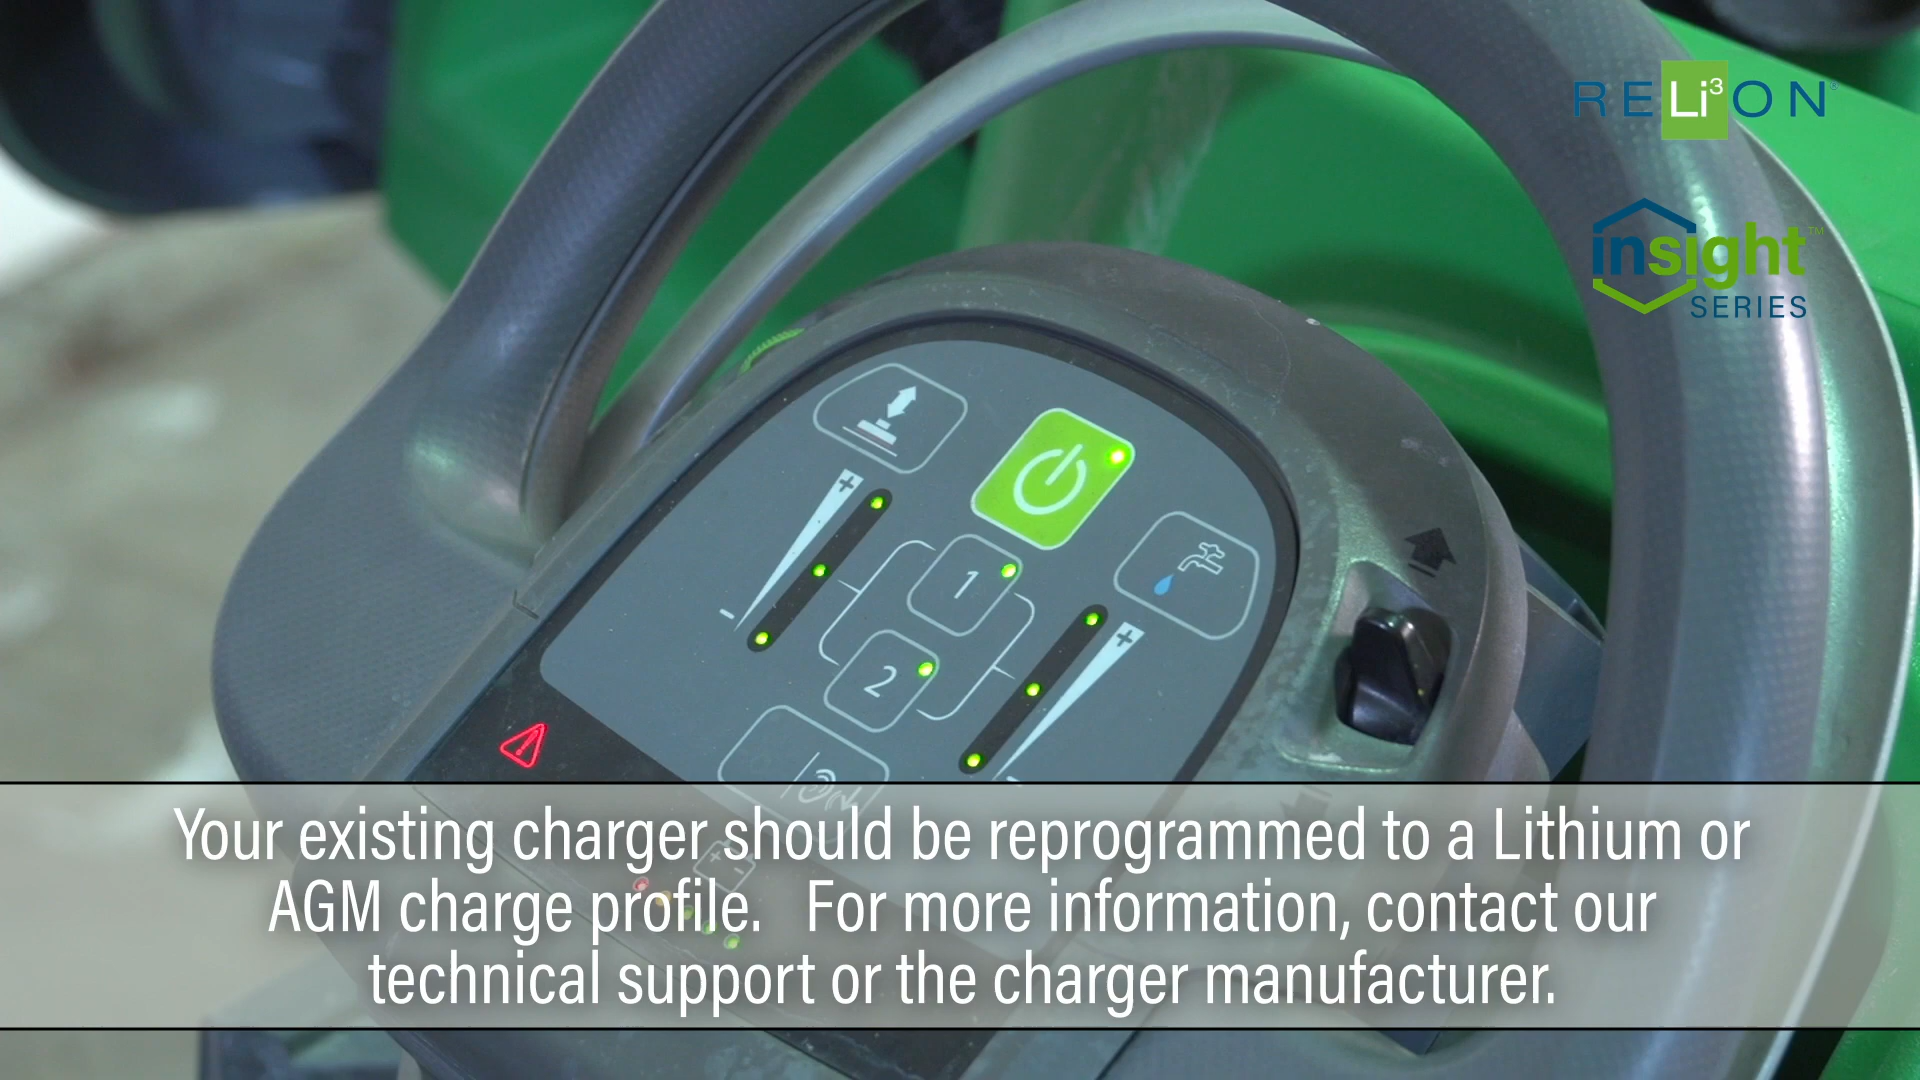 RELi³ON®
insight™
SERIES
+
-
1
2
+
-
Your existing charger should be reprogrammed to a Lithium or
AGM charge profile. For more information, contact our
technical support or the charger manufacturer.